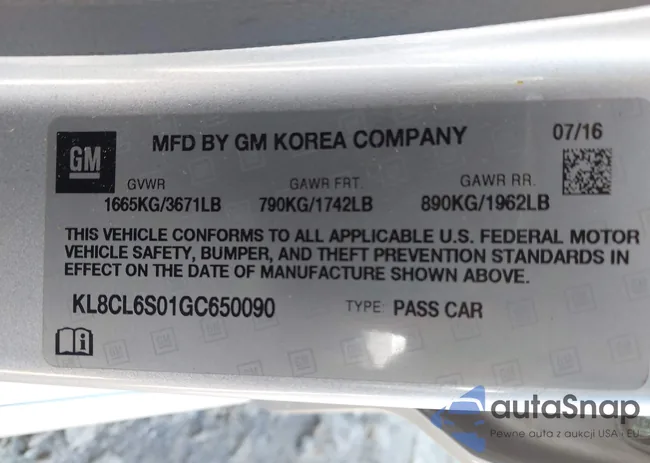 GM
MFD BY GM KOREA COMPANY 07/16
GVWR GAWR FRT. GAWR RR.
1665KG/3671LB 790KG/1742LB 890KG/1962LB
THIS VEHICLE CONFORMS TO ALL APPLICABLE U.S. FEDERAL MOTOR
VEHICLE SAFETY, BUMPER, AND THEFT PREVENTION STANDARDS IN
EFFECT ON THE DATE OF MANUFACTURE SHOWN ABOVE.
KL8CL6S01GC650090 TYPE: PASS CAR
autaSnap
Pewne auta z aukcji USA i EU